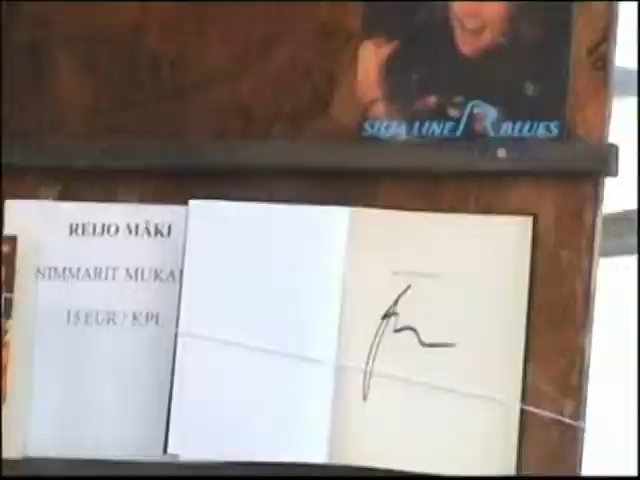 SILJA LINE BLUES
REIJO MÄKI
NIMMARIT MUKA
15 EUR / KPL